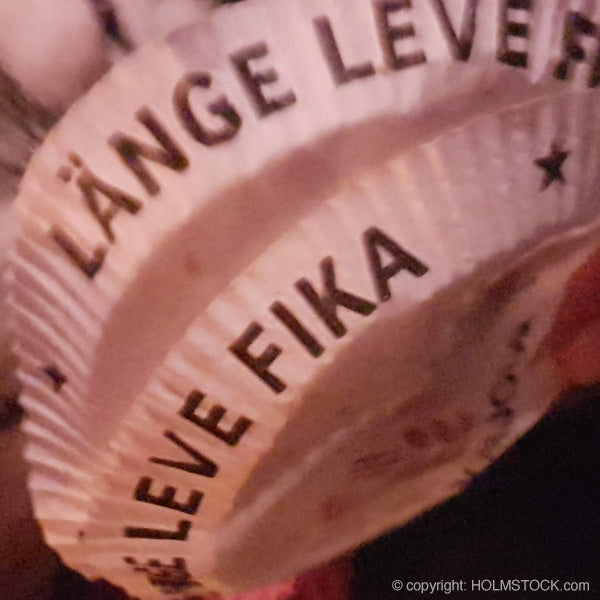 LÄNGE LEVE
LEVE FIKA
© copyright: HOLMSTOCK.com